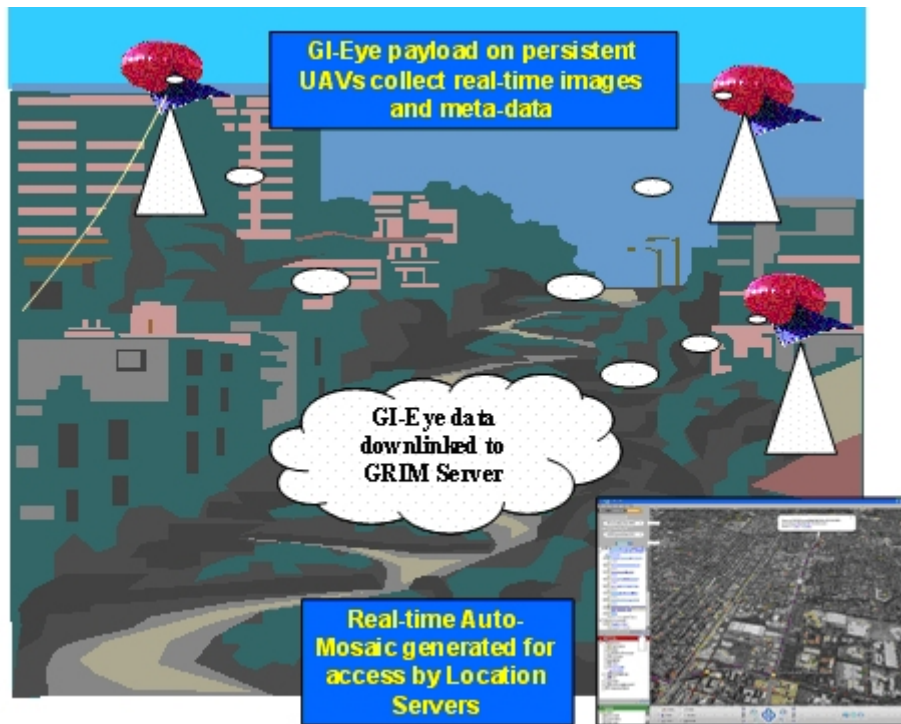 GI-Eye payload on persistent
UAVs collect real-time images
and meta-data
GI-Eye data
downlinked to
GRIM Server
Real-time Auto-
Mosaic generated for
access by Location
Servers